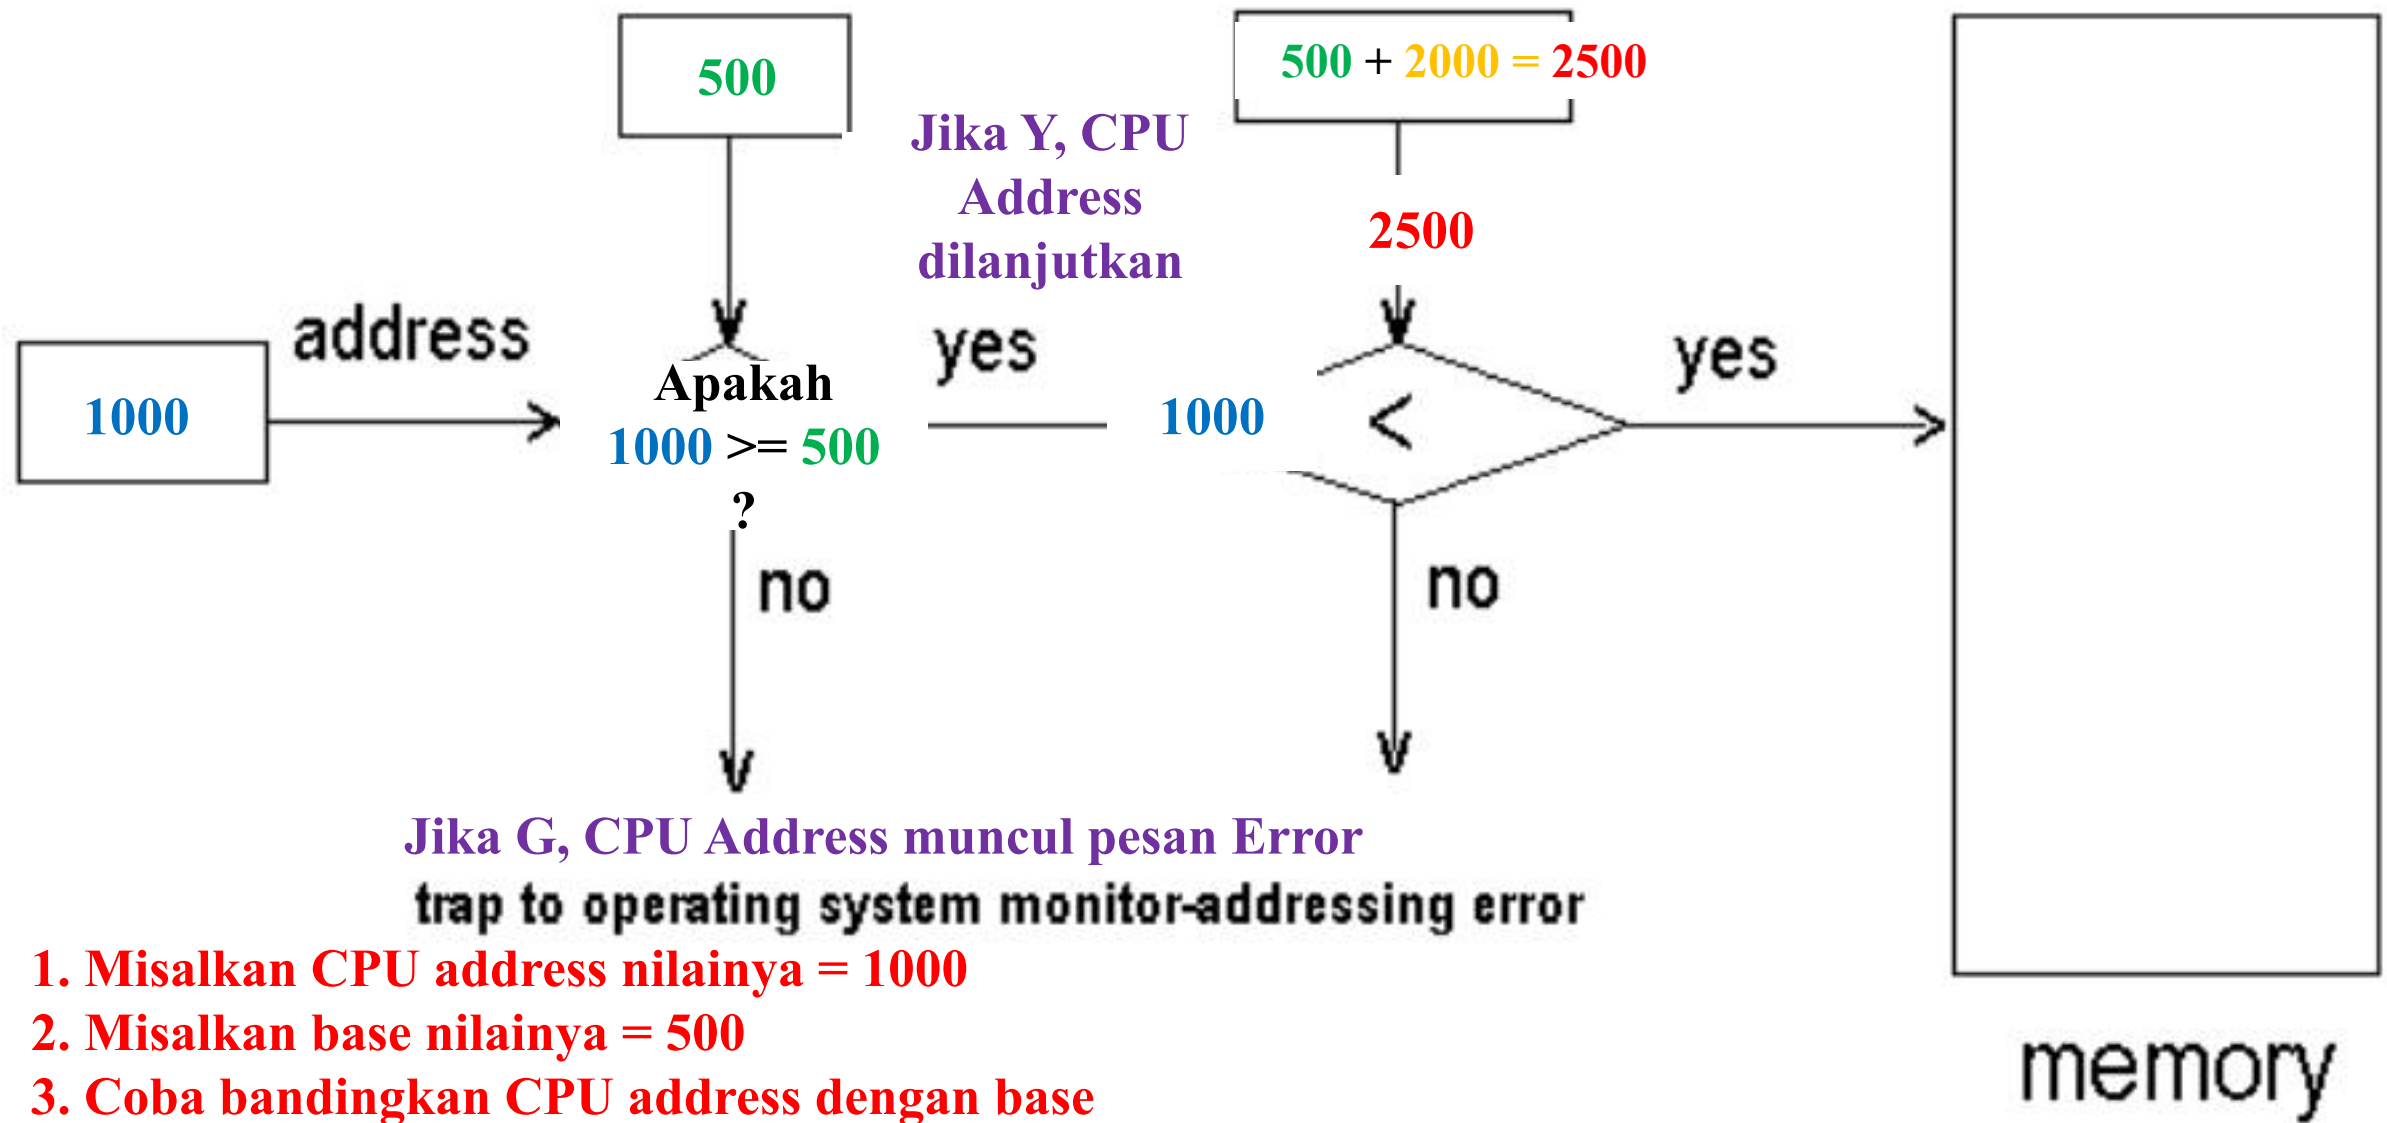 500
500 + 2000 = 2500
Jika Y, CPU
Address
dilanjutkan
2500
address
yes
yes
1000
Apakah
1000 >= 500
?
1000
<
no
no
Jika G, CPU Address muncul pesan Error
trap to operating system monitor-addressing error
1. Misalkan CPU address nilainya = 1000
2. Misalkan base nilainya = 500
3. Coba bandingkan CPU address dengan base
memory